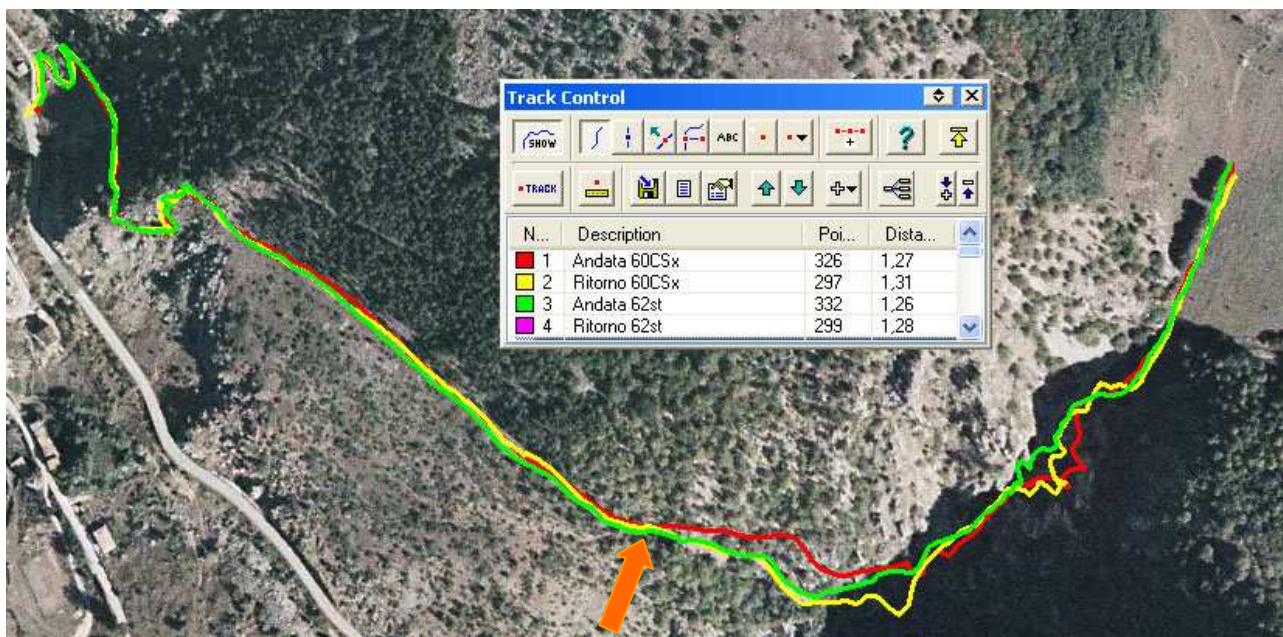 Track Control
SHOW ABC ?
TRACK
N... Description Poi... Dista...
1 Andata 60CSx 326 1,27
2 Ritorno 60CSx 297 1,31
3 Andata 62st 332 1,26
4 Ritorno 62st 299 1,28